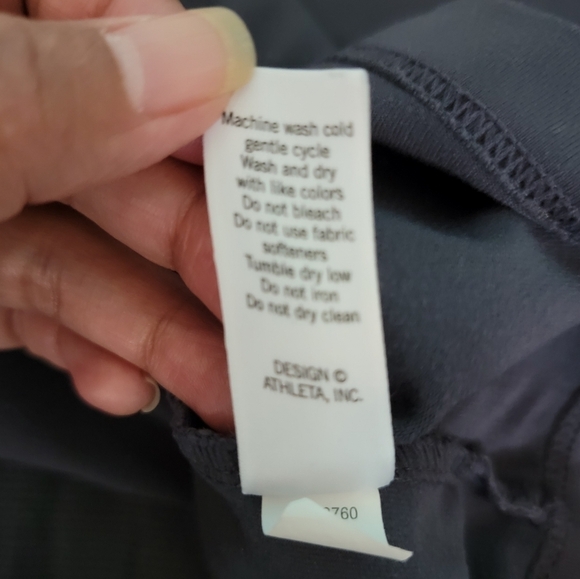 Machine wash cold
gentle cycle
Wash and dry
with like colors
Do not bleach
Do not use fabric
softeners
Tumble dry low
Do not iron
Do not dry clean
DESIGN ©
ATHLETA, INC.
760